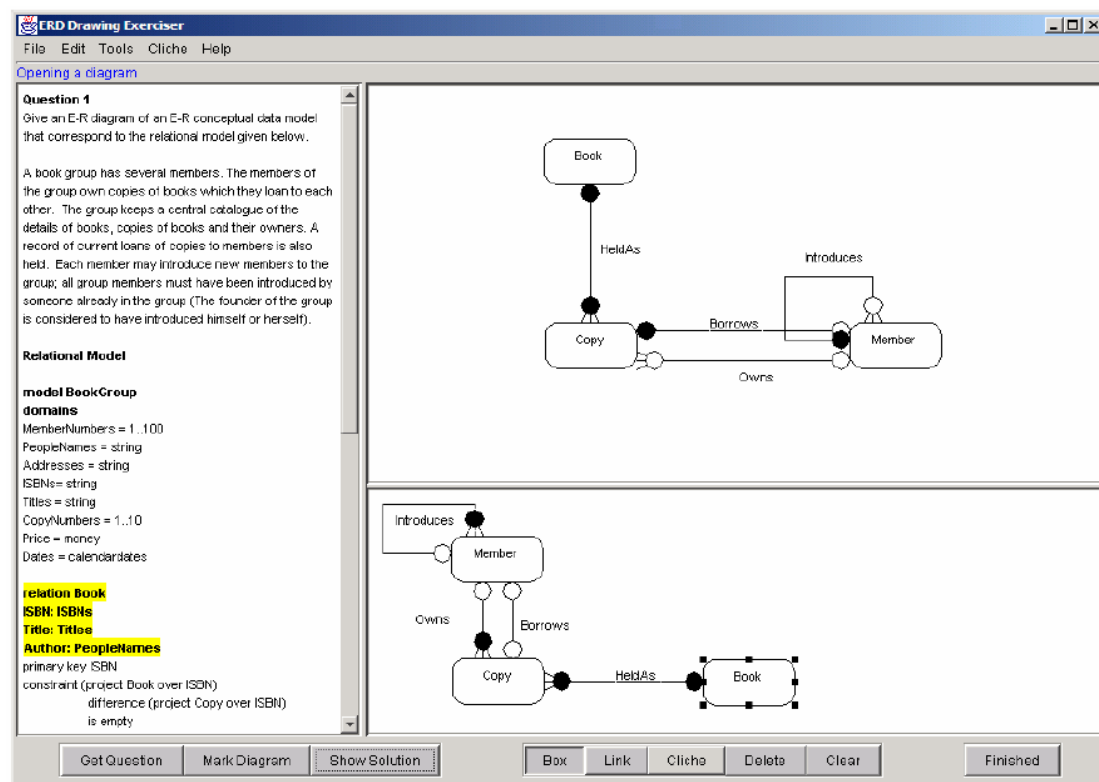 ERD Drawing Exerciser
File Edit Tools Cliche Help
Opening a diagram
Question 1
Give an E-R diagram of an E-R conceptual data model
that correspond to the relational model given below.
A book group has several members. The members of
the group own copies of books which they loan to each
other. The group keeps a central catalogue of the
details of books, copies of books and their owners. A
record of current loans of copies to members is also
held. Each member may introduce new members to the
group; all group members must have been introduced by
someone already in the group (The founder of the group
is considered to have introduced himself or herself).
Relational Model
model BookGroup
domains
MemberNumbers = 1..100
PeopleNames = string
Addresses = string
ISBNs= string
Titles = string
CopyNumbers = 1..10
Price = money
Dates = calendardates
relation Book
ISBN: ISBNs
Title: Titles
Author: PeopleNames
primary key ISBN
constraint (project Book over ISBN)
difference (project Copy over ISBN)
is empty
Book
HeldAs
Introduces
Copy
Borrows
Member
Owns
Introduces
Member
Owns
Borrows
Copy
HeldAs
Book
Get Question Mark Diagram Show Solution Box Link Cliche Delete Clear Finished